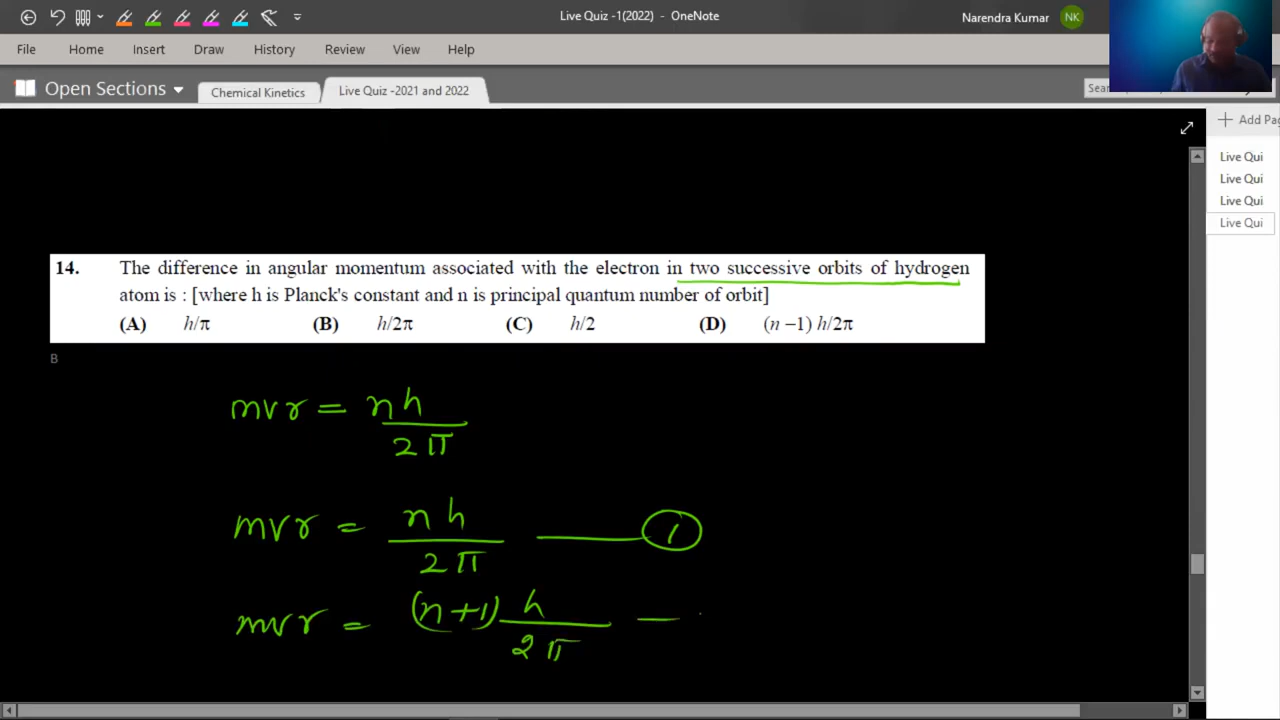 Live Quiz -1(2022) - OneNote
Narendra Kumar NK
File Home Insert Draw History Review View Help
Open Sections Chemical Kinetics Live Quiz -2021 and 2022
Add
Live Qui
Live Qui
Live Qui
Live Qui
14. The difference in angular momentum associated with the electron in two successive orbits of hydrogen
atom is : [where h is Planck's constant and n is principal quantum number of orbit]
(A) h/π (B) h/2π (C) h/2 (D) (n −1) h/2π
B
mvr = nh/2π
mvr = nh/2π —— 1
mvr = (n+1) h/2π —